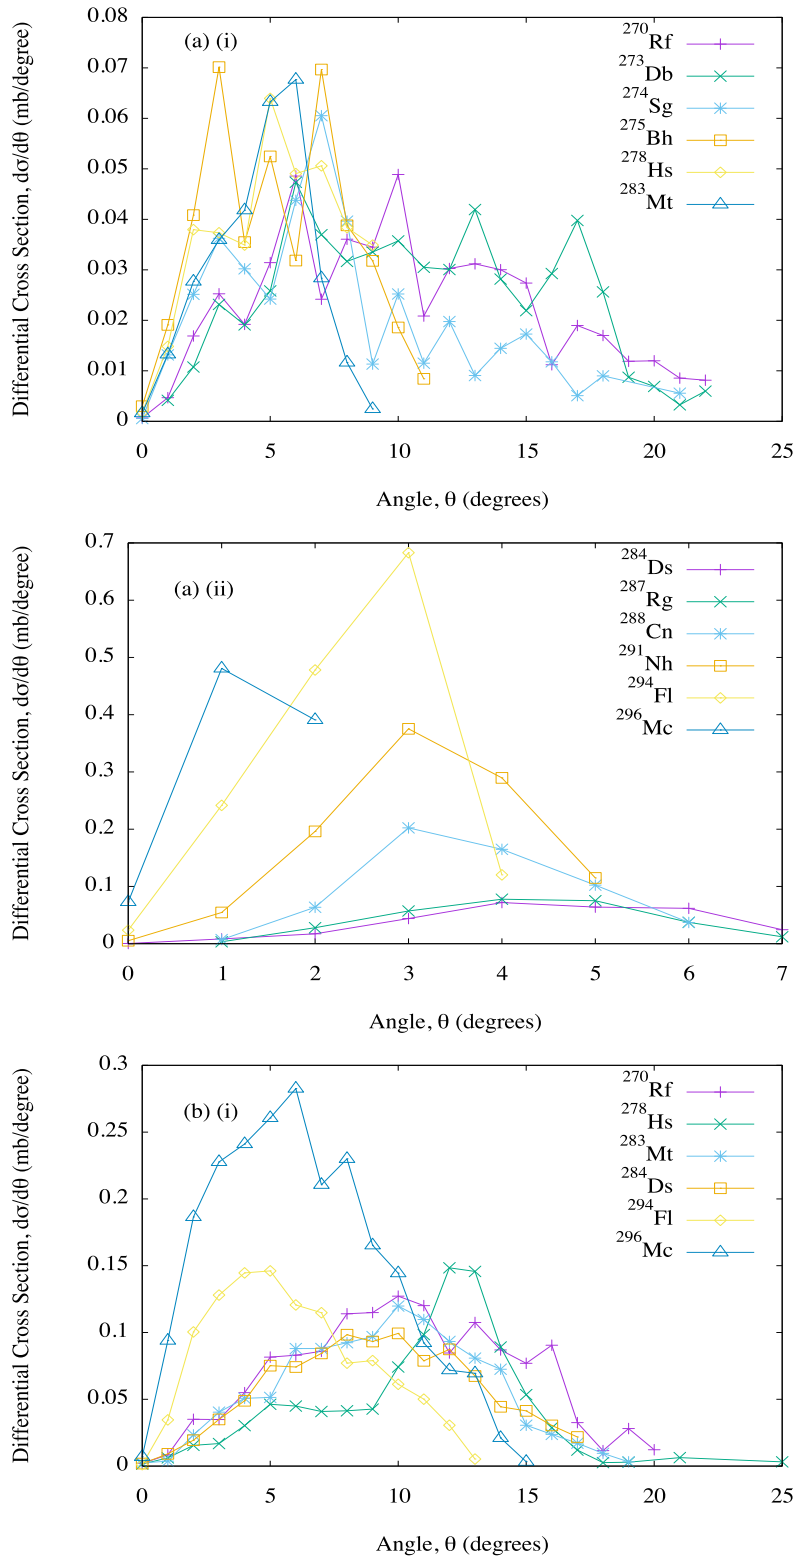 0.08
(a) (i)
270Rf
273Db
274Sg
275Bh
278Hs
283Mt
0.07
0.06
0.05
0.04
0.03
0.02
0.01
0
Differential Cross Section, dσ/dθ (mb/degree)
0 5 10 15 20 25
Angle, θ (degrees)
0.7
(a) (ii)
284Ds
287Rg
288Cn
291Nh
294Fl
296Mc
0.6
0.5
0.4
0.3
0.2
0.1
0
Differential Cross Section, dσ/dθ (mb/degree)
0 1 2 3 4 5 6 7
Angle, θ (degrees)
0.3
(b) (i)
270Rf
278Hs
283Mt
284Ds
294Fl
296Mc
0.25
0.2
0.15
0.1
0.05
0
Differential Cross Section, dσ/dθ (mb/degree)
0 5 10 15 20 25
Angle, θ (degrees)